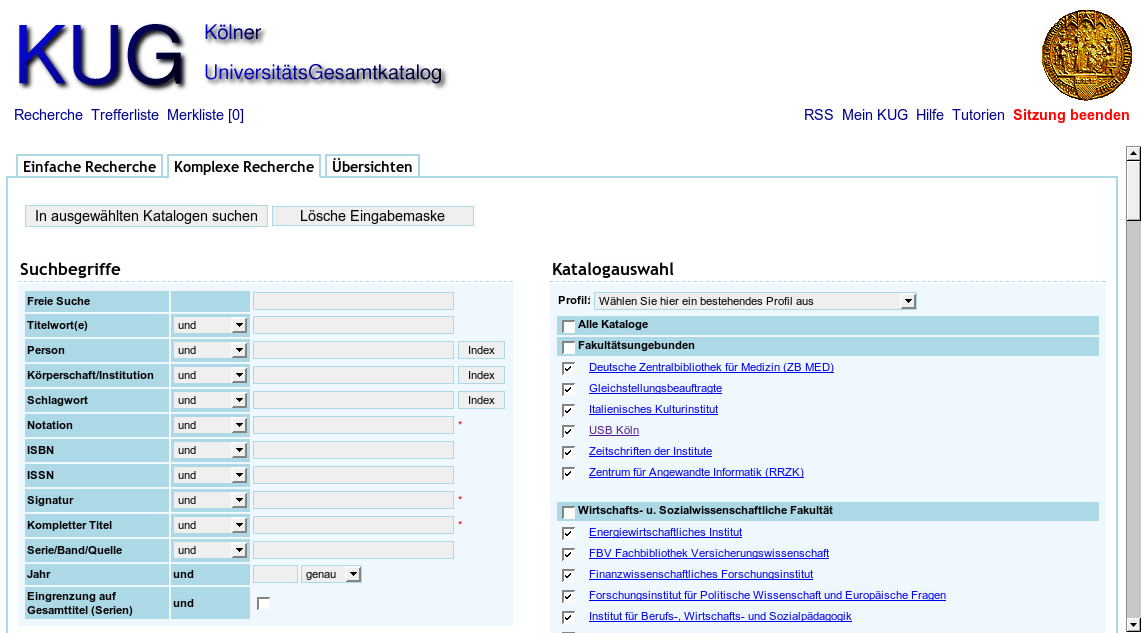 KUG Kölner
UniversitätsGesamtkatalog
Recherche Trefferliste Merkliste [0]
RSS Mein KUG Hilfe Tutorien Sitzung beenden
Einfache Recherche Komplexe Recherche Übersichten
In ausgewählten Katalogen suchen Lösche Eingabemaske
Suchbegriffe
Freie Suche
Titelwort(e) und
Person und Index
Körperschaft/Institution und Index
Schlagwort und Index
Notation und *
ISBN und
ISSN und
Signatur und *
Kompletter Titel und *
Serie/Band/Quelle und
Jahr und genau
Eingrenzung auf
Gesamttitel (Serien) und
Katalogauswahl
Profil: Wählen Sie hier ein bestehendes Profil aus
Alle Kataloge
Fakultätsungebunden
Deutsche Zentralbibliothek für Medizin (ZB MED)
Gleichstellungsbeauftragte
Italienisches Kulturinstitut
USB Köln
Zeitschriften der Institute
Zentrum für Angewandte Informatik (RRZK)
Wirtschafts- u. Sozialwissenschaftliche Fakultät
Energiewirtschaftliches Institut
FBV Fachbibliothek Versicherungswissenschaft
Finanzwissenschaftliches Forschungsinstitut
Forschungsinstitut für Politische Wissenschaft und Europäische Fragen
Institut für Berufs-, Wirtschafts- und Sozialpädagogik